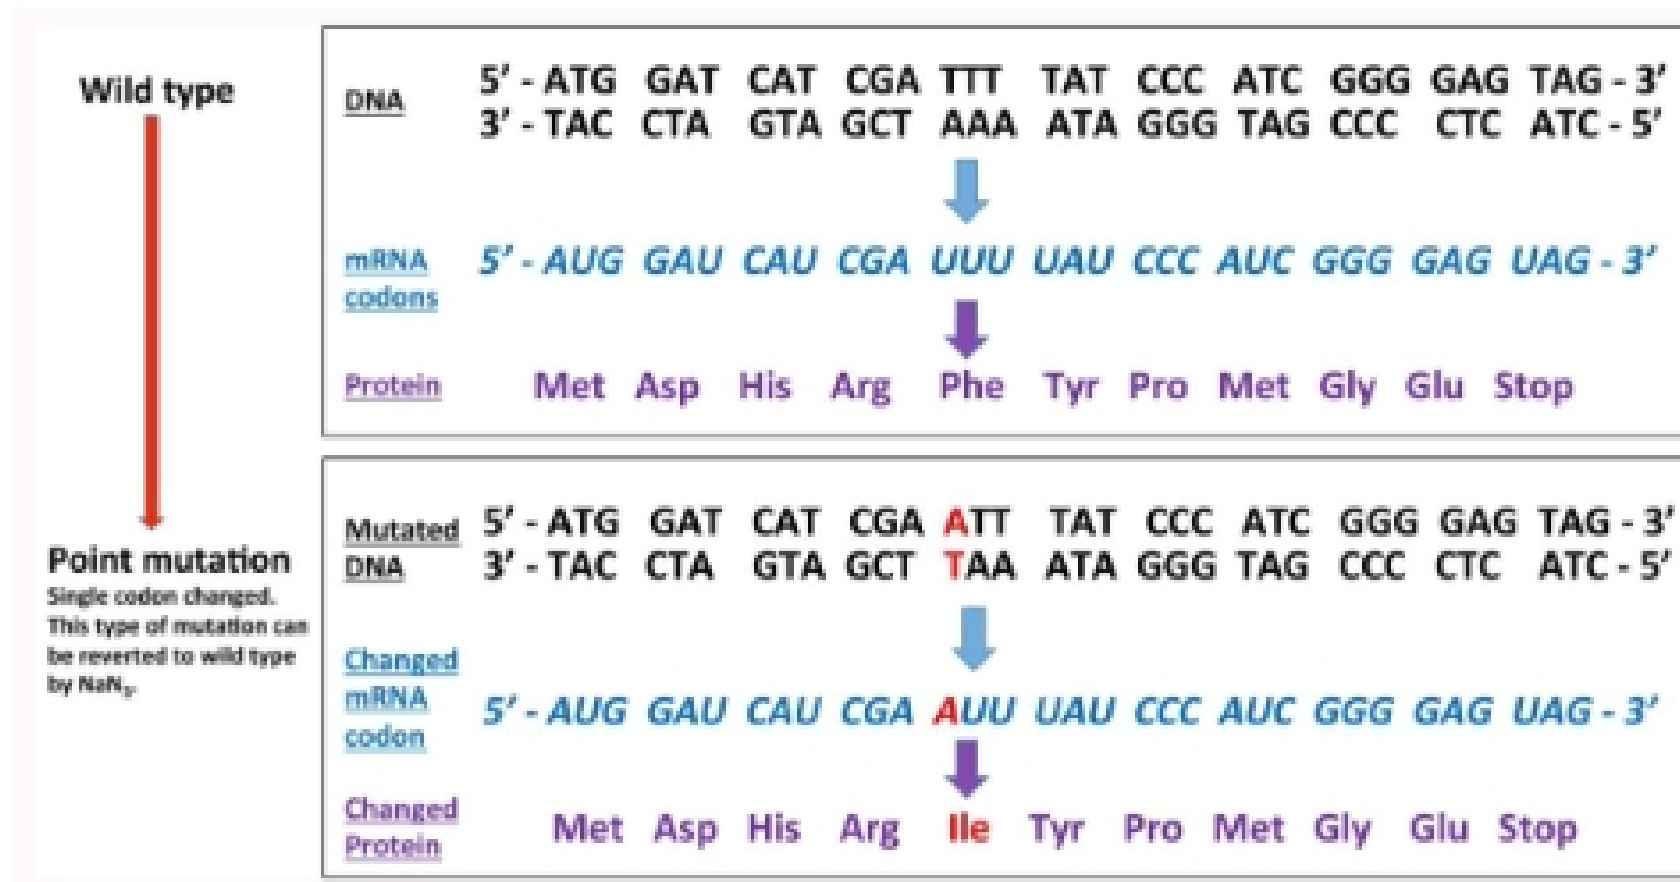 Wild type
DNA
5’ - ATG GAT CAT CGA TTT TAT CCC ATC GGG GAG TAG - 3’
3’ - TAC CTA GTA GCT AAA ATA GGG TAG CCC CTC ATC - 5’
mRNA
codons
5’ - AUG GAU CAU CGA UUU UAU CCC AUC GGG GAG UAG - 3’
Protein
Met Asp His Arg Phe Tyr Pro Met Gly Glu Stop
Point mutation
Single codon changed.
This type of mutation can
be reverted to wild type
by NaN₃.
Mutated
DNA
5’ - ATG GAT CAT CGA ATT TAT CCC ATC GGG GAG TAG - 3’
3’ - TAC CTA GTA GCT TAA ATA GGG TAG CCC CTC ATC - 5’
Changed
mRNA
codon
5’ - AUG GAU CAU CGA AUU UAU CCC AUC GGG GAG UAG - 3’
Changed
Protein
Met Asp His Arg Ile Tyr Pro Met Gly Glu Stop